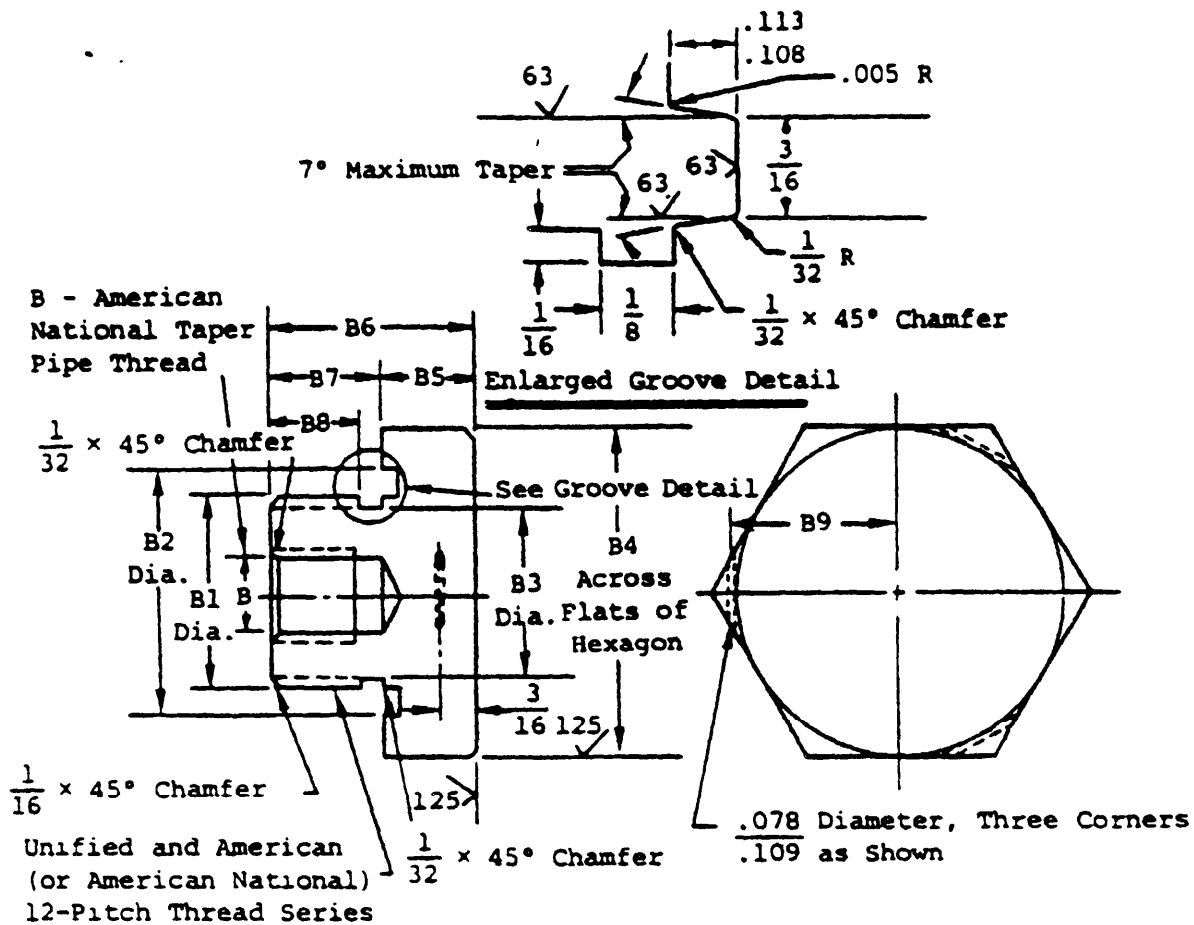 .113
.108
.005 R
63
7° Maximum Taper
63
63
3/16
1/32 R
1/16
1/8
1/32 × 45° Chamfer
B - American
National Taper
Pipe Thread
B6
B7
B5
Enlarged Groove Detail
B8
1/32 × 45° Chamfer
See Groove Detail
B9
B2
Dia.
B1
Dia.
B
B3
Dia.
B4
Across
Flats of
Hexagon
3/16
125
1/16 × 45° Chamfer
125
.078 Diameter, Three Corners
.109 as Shown
Unified and American
(or American National)
12-Pitch Thread Series
1/32 × 45° Chamfer